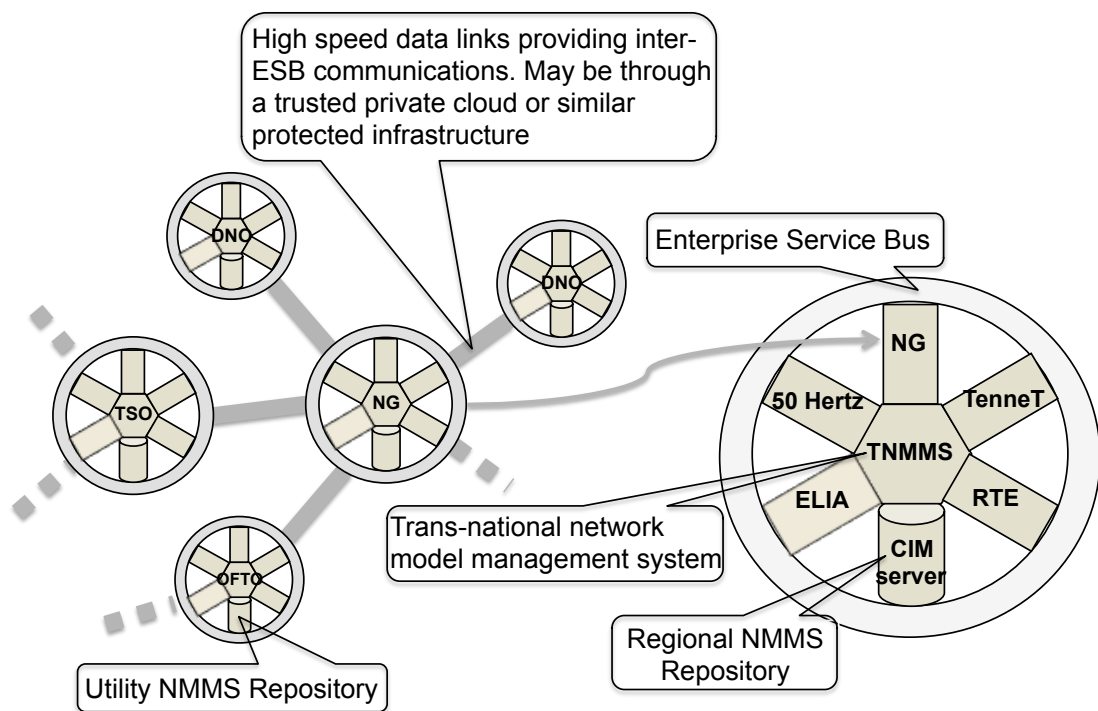 High speed data links providing inter-
ESB communications. May be through
a trusted private cloud or similar
protected infrastructure
DNO
DNO
Enterprise Service Bus
NG
50 Hertz
TenneT
TSO
NG
TNMMS
ELIA
RTE
Trans-national network
model management system
CIM
server
OFTO
Regional NMMS
Repository
Utility NMMS Repository